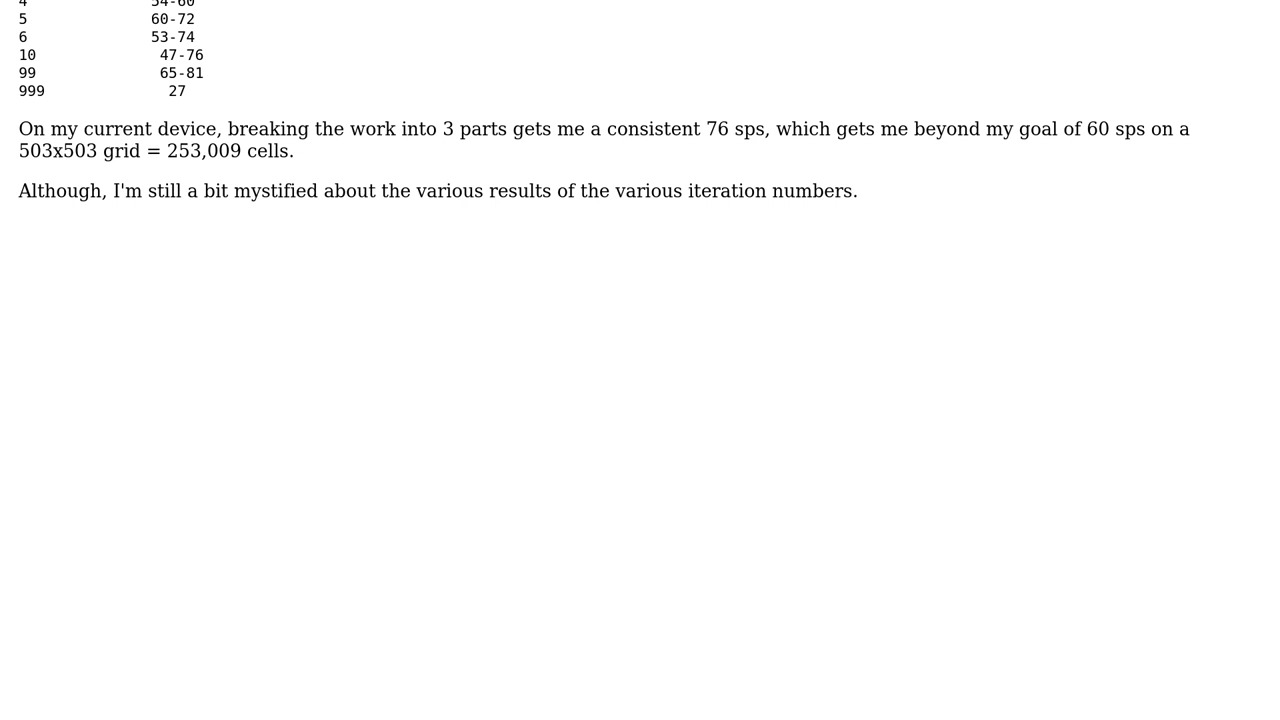 4 54-60
5 60-72
6 53-74
10 47-76
99 65-81
999 27
On my current device, breaking the work into 3 parts gets me a consistent 76 sps, which gets me beyond my goal of 60 sps on a
503x503 grid = 253,009 cells.
Although, I'm still a bit mystified about the various results of the various iteration numbers.